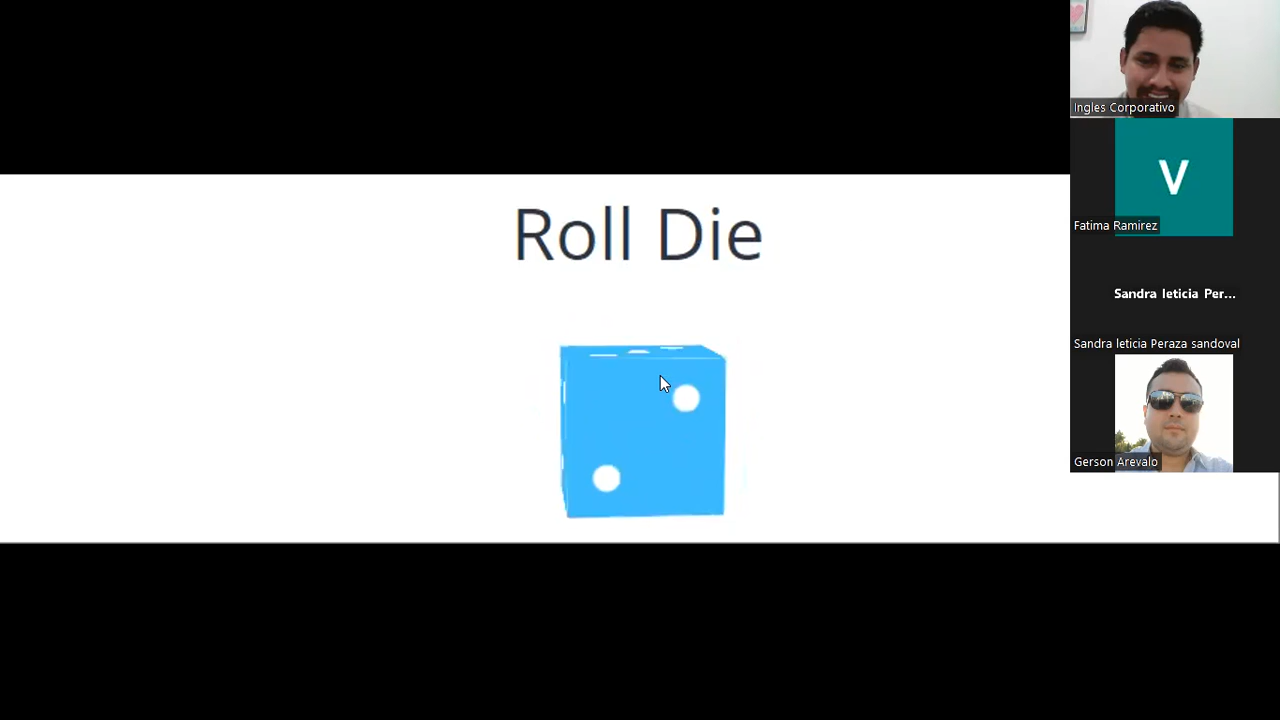 Roll Die
Ingles Corporativo
V
Fatima Ramirez
Sandra leticia Per...
Sandra leticia Peraza sandoval
Gerson Arevalo